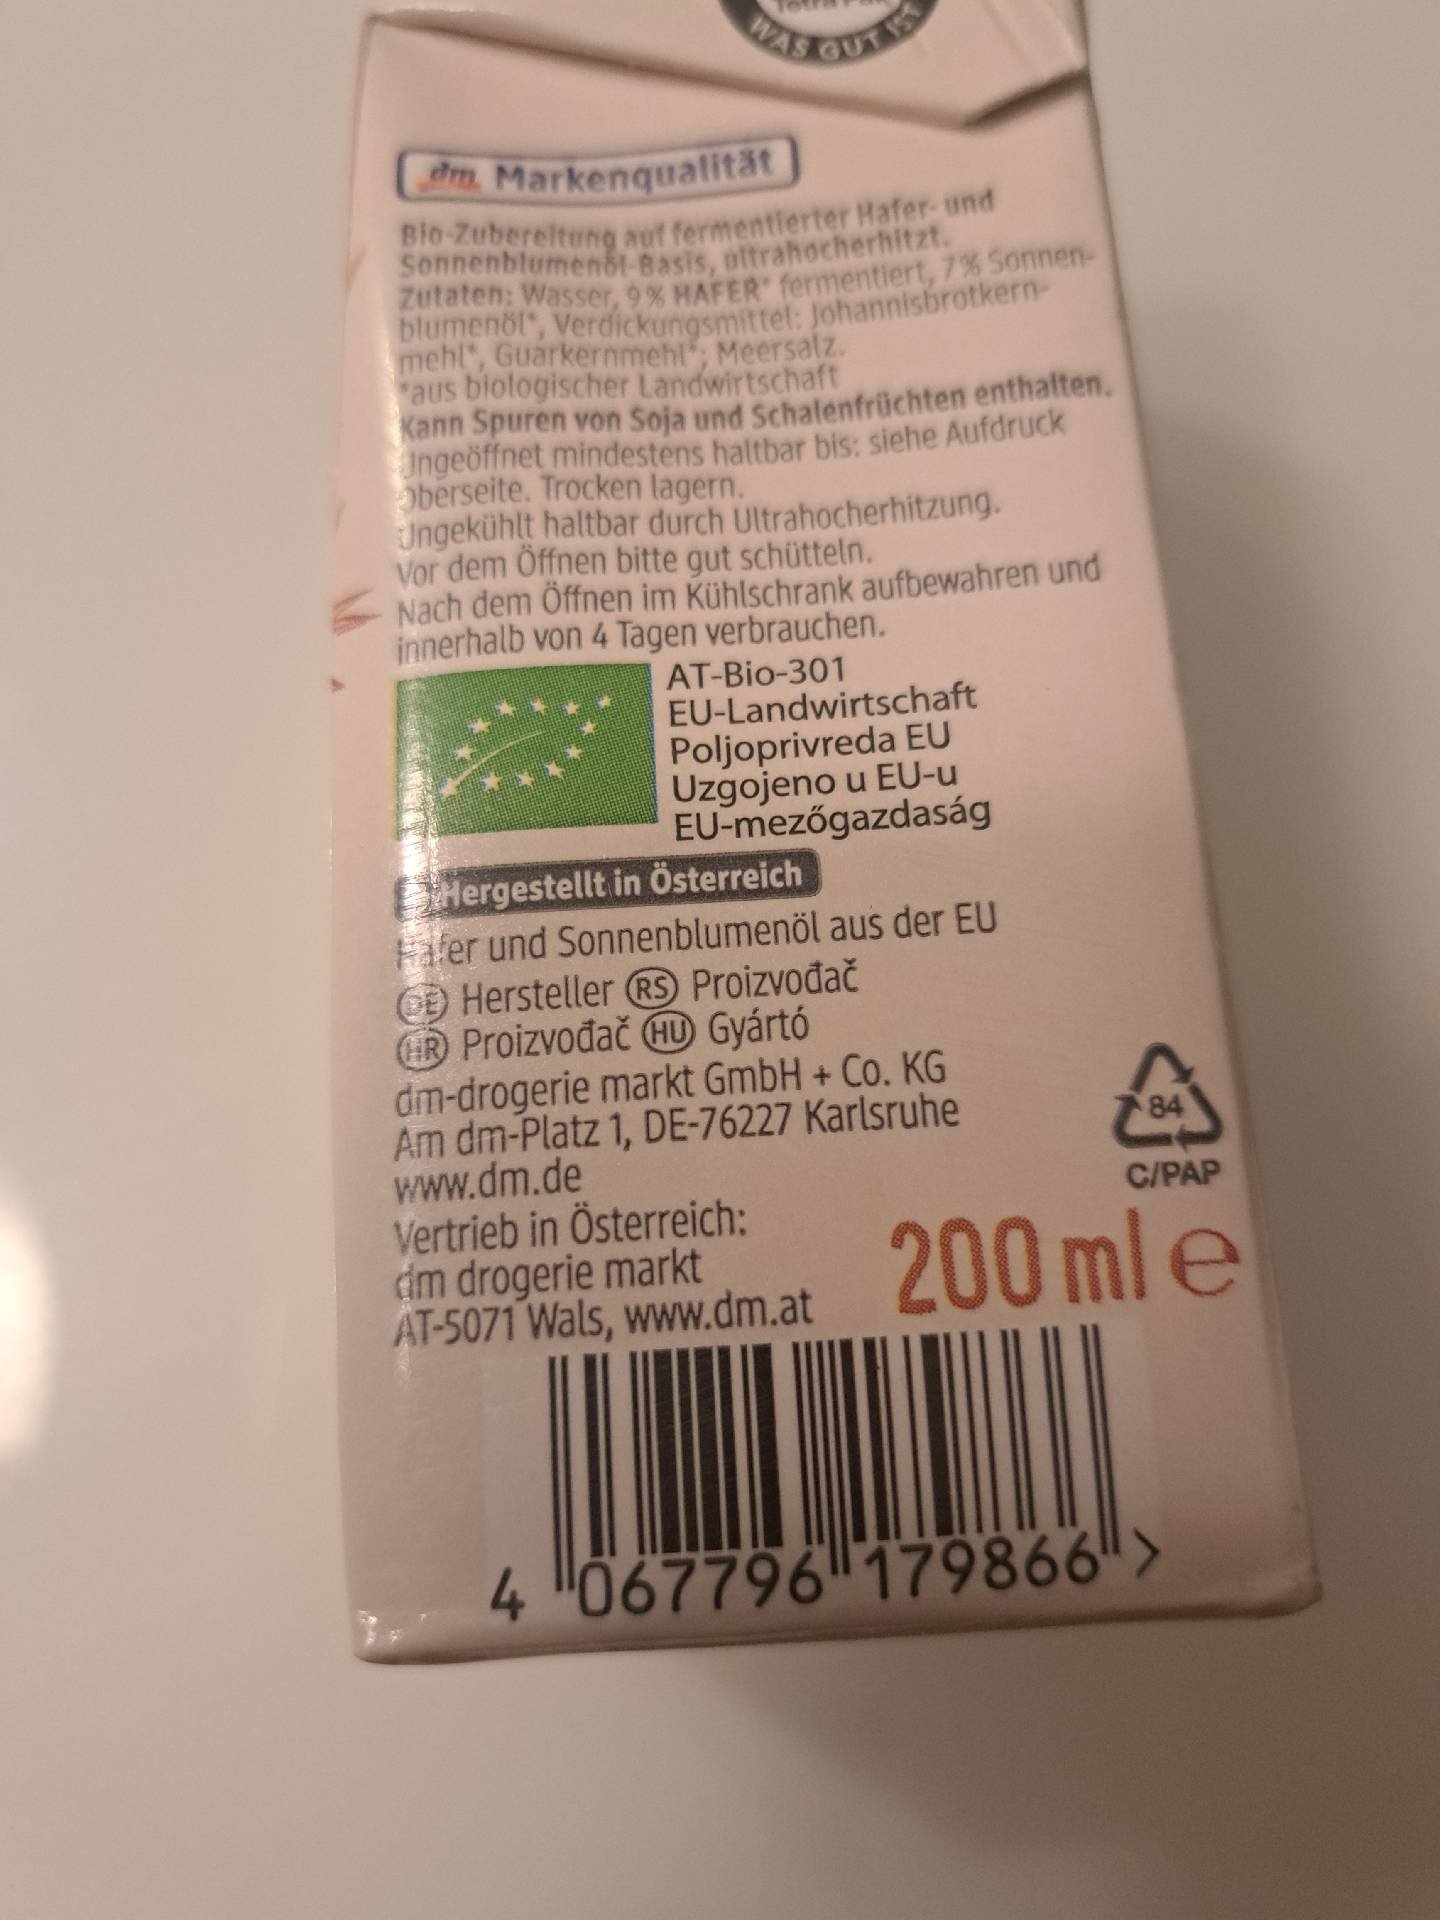 Tetra Pak
WAS GUT IST
dm Markenqualität
Bio-Zubereitung auf fermentierter Hafer- und
Sonnenblumenöl-Basis, ultrahocherhitzt.
Zutaten: Wasser, 9% HAFER* fermentiert, 7% Sonnen-
blumenöl*, Verdickungsmittel: Johannisbrotkern-
mehl*, Guarkernmehl*; Meersalz.
*aus biologischer Landwirtschaft
Kann Spuren von Soja und Schalenfrüchten enthalten.
Ungeöffnet mindestens haltbar bis: siehe Aufdruck
Oberseite. Trocken lagern.
Ungekühlt haltbar durch Ultrahocherhitzung.
Vor dem Öffnen bitte gut schütteln.
Nach dem Öffnen im Kühlschrank aufbewahren und
innerhalb von 4 Tagen verbrauchen.
AT-Bio-301
EU-Landwirtschaft
Poljoprivreda EU
Uzgojeno u EU-u
EU-mezőgazdaság
Hergestellt in Österreich
Hafer und Sonnenblumenöl aus der EU
DE Hersteller RS Proizvođač
HR Proizvođač HU Gyártó
dm-drogerie markt GmbH + Co. KG
Am dm-Platz 1, DE-76227 Karlsruhe
www.dm.de
Vertrieb in Österreich:
dm drogerie markt
AT-5071 Wals, www.dm.at
84
C/PAP
200 ml e
4 067796 179866 >